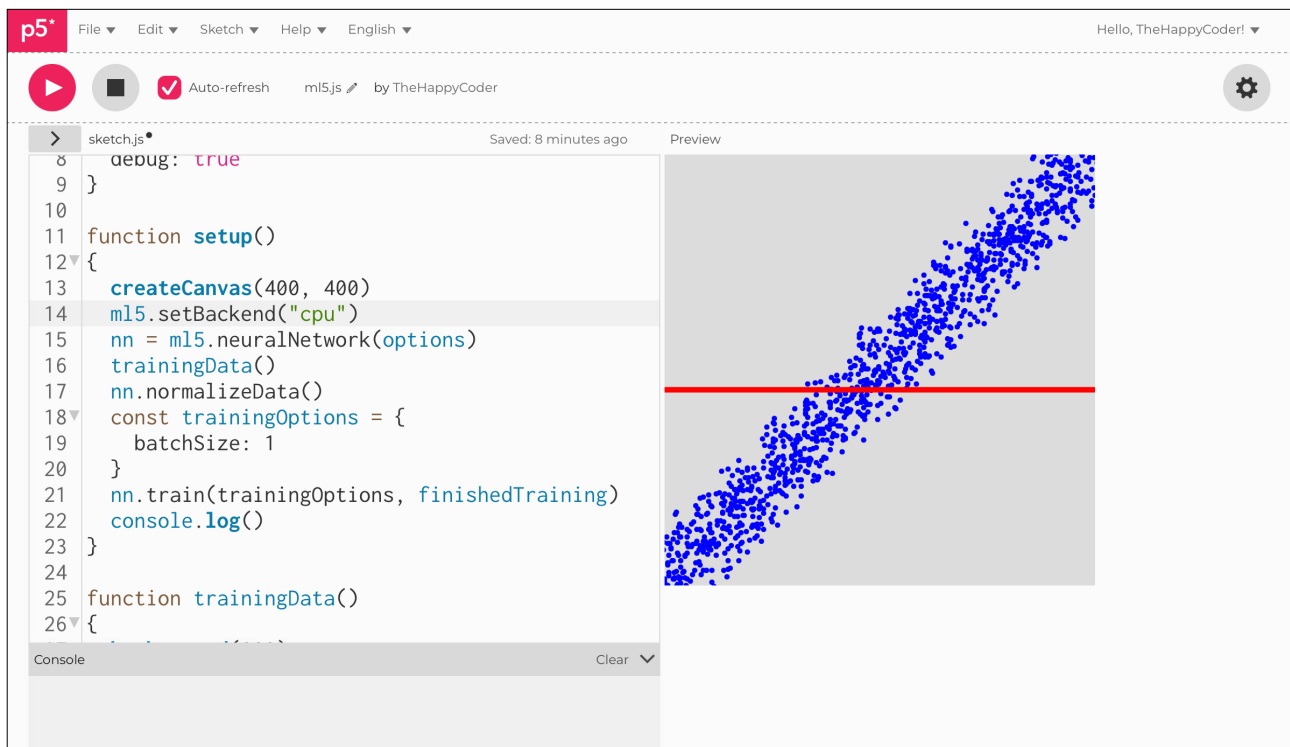 p5* File Edit Sketch Help English Hello, TheHappyCoder!
Auto-refresh ml5.js by TheHappyCoder
sketch.js Saved: 8 minutes ago Preview
8 debug: true
9 }
10
11 function setup()
12 {
13 createCanvas(400, 400)
14 ml5.setBackend("cpu")
15 nn = ml5.neuralNetwork(options)
16 trainingData()
17 nn.normalizeData()
18 const trainingOptions = {
19 batchSize: 1
20 }
21 nn.train(trainingOptions, finishedTraining)
22 console.log()
23 }
24
25 function trainingData()
26 {
Console Clear